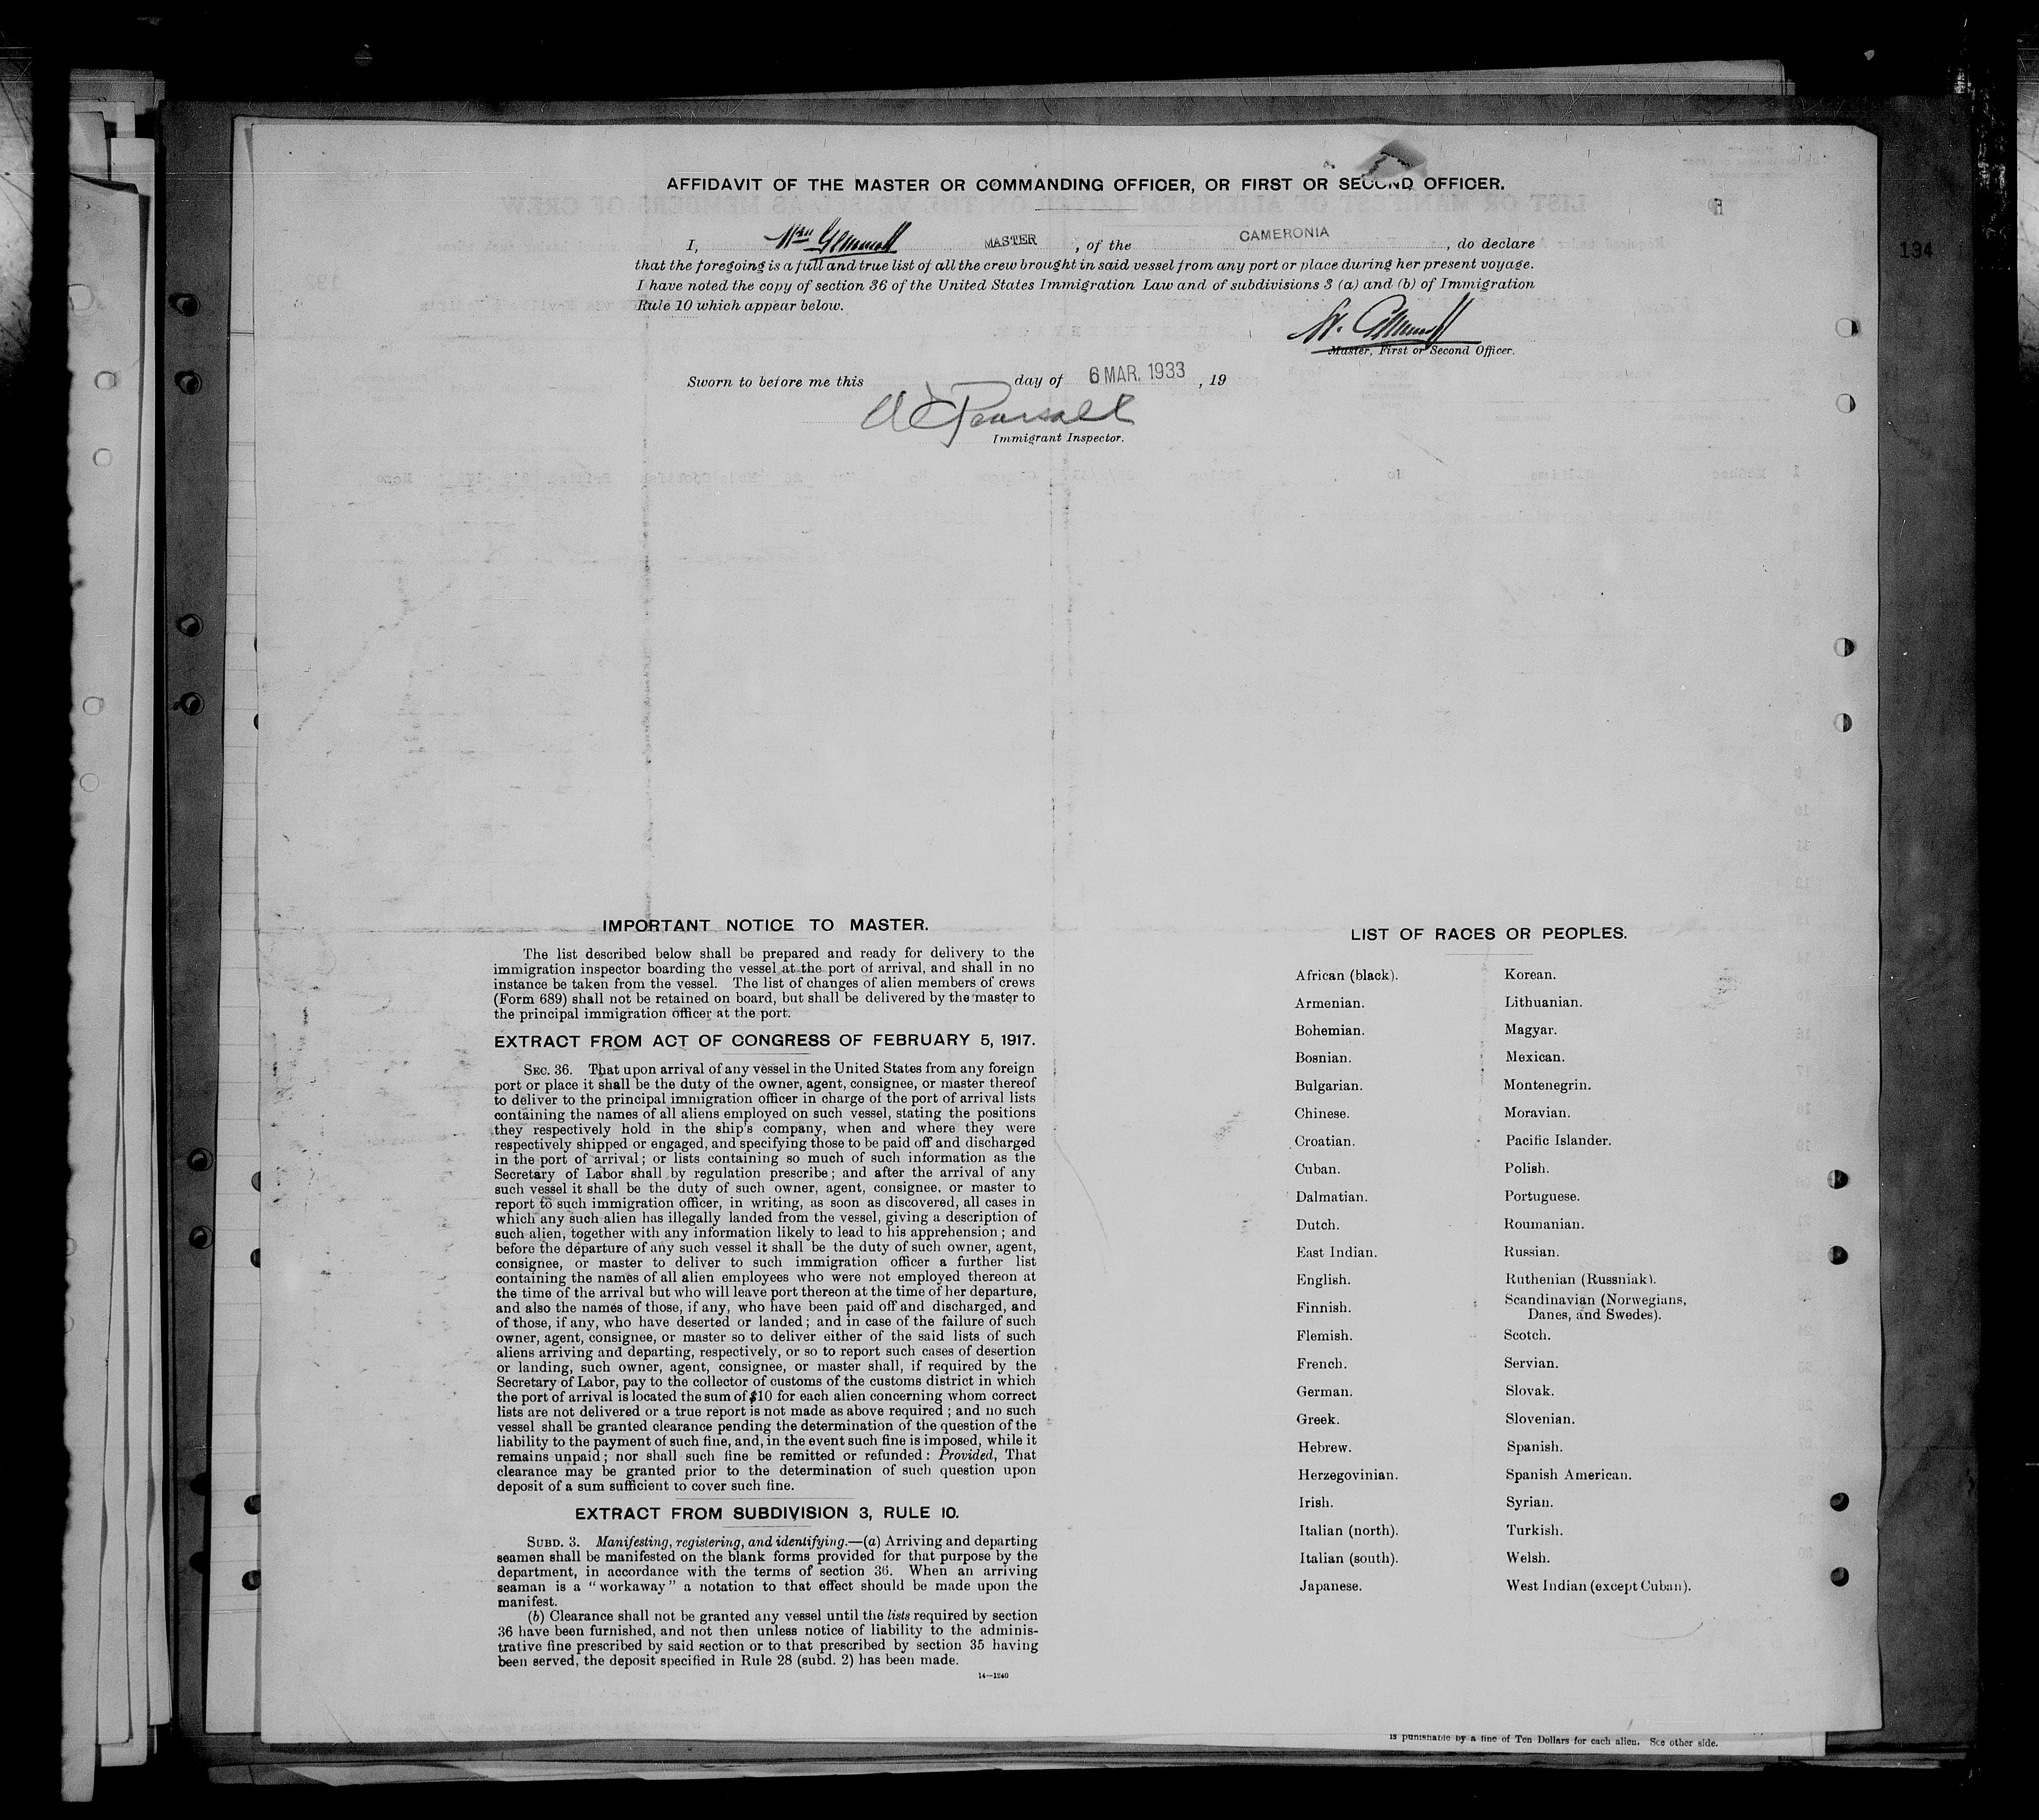 AFFIDAVIT OF THE MASTER OR COMMANDING OFFICER, OR FIRST OR SECOND OFFICER.
I, Wm Gemmell MASTER, of the CAMERONIA, do declare
134
that the foregoing is a full and true list of all the crew brought in said vessel from any port or place during her present voyage.
I have noted the copy of section 36 of the United States Immigration Law and of subdivisions 3 (a) and (b) of Immigration
Rule 10 which appear below.
W. Gemmell
Master, First or Second Officer.
Sworn to before me this day of 6 MAR. 1933, 19
Pearsall
Immigrant Inspector.
IMPORTANT NOTICE TO MASTER.
The list described below shall be prepared and ready for delivery to the
immigration inspector boarding the vessel at the port of arrival, and shall in no
instance be taken from the vessel. The list of changes of alien members of crews
(Form 689) shall not be retained on board, but shall be delivered by the master to
the principal immigration officer at the port.
EXTRACT FROM ACT OF CONGRESS OF FEBRUARY 5, 1917.
SEC. 36. That upon arrival of any vessel in the United States from any foreign
port or place it shall be the duty of the owner, agent, consignee, or master thereof
to deliver to the principal immigration officer in charge of the port of arrival lists
containing the names of all aliens employed on such vessel, stating the positions
they respectively hold in the ship's company, when and where they were
respectively shipped or engaged, and specifying those to be paid off and discharged
in the port of arrival; or lists containing so much of such information as the
Secretary of Labor shall by regulation prescribe; and after the arrival of any
such vessel it shall be the duty of such owner, agent, consignee, or master to
report to such immigration officer, in writing, as soon as discovered, all cases in
which any such alien has illegally landed from the vessel, giving a description of
such alien, together with any information likely to lead to his apprehension; and
before the departure of any such vessel it shall be the duty of such owner, agent,
consignee, or master to deliver to such immigration officer a further list
containing the names of all alien employees who were not employed thereon at
the time of the arrival but who will leave port thereon at the time of her departure,
and also the names of those, if any, who have been paid off and discharged, and
of those, if any, who have deserted or landed; and in case of the failure of such
owner, agent, consignee, or master so to deliver either of the said lists of such
aliens arriving and departing, respectively, or so to report such cases of desertion
or landing, such owner, agent, consignee, or master shall, if required by the
Secretary of Labor, pay to the collector of customs of the customs district in which
the port of arrival is located the sum of $10 for each alien concerning whom correct
lists are not delivered or a true report is not made as above required; and no such
vessel shall be granted clearance pending the determination of the question of the
liability to the payment of such fine, and, in the event such fine is imposed, while it
remains unpaid; nor shall such fine be remitted or refunded: Provided, That
clearance may be granted prior to the determination of such question upon
deposit of a sum sufficient to cover such fine.
EXTRACT FROM SUBDIVISION 3, RULE 10.
SUBD. 3. Manifesting, registering, and identifying.—(a) Arriving and departing
seamen shall be manifested on the blank forms provided for that purpose by the
department, in accordance with the terms of section 36. When an arriving
seaman is a "workaway" a notation to that effect should be made upon the
manifest.
(b) Clearance shall not be granted any vessel until the lists required by section
36 have been furnished, and not then unless notice of liability to the adminis-
trative fine prescribed by said section or to that prescribed by section 35 having
been served, the deposit specified in Rule 28 (subd. 2) has been made.
14—1240
LIST OF RACES OR PEOPLES.
African (black).
Armenian.
Bohemian.
Bosnian.
Bulgarian.
Chinese.
Croatian.
Cuban.
Dalmatian.
Dutch.
East Indian.
English.
Finnish.
Flemish.
French.
German.
Greek.
Hebrew.
Herzegovinian.
Irish.
Italian (north).
Italian (south).
Japanese.
Korean.
Lithuanian.
Magyar.
Mexican.
Montenegrin.
Moravian.
Pacific Islander.
Polish.
Portuguese.
Roumanian.
Russian.
Ruthenian (Russniak).
Scandinavian (Norwegians,
Danes, and Swedes).
Scotch.
Servian.
Slovak.
Slovenian.
Spanish.
Spanish American.
Syrian.
Turkish.
Welsh.
West Indian (except Cuban).
is punishable by a fine of Ten Dollars for each alien. See other side.